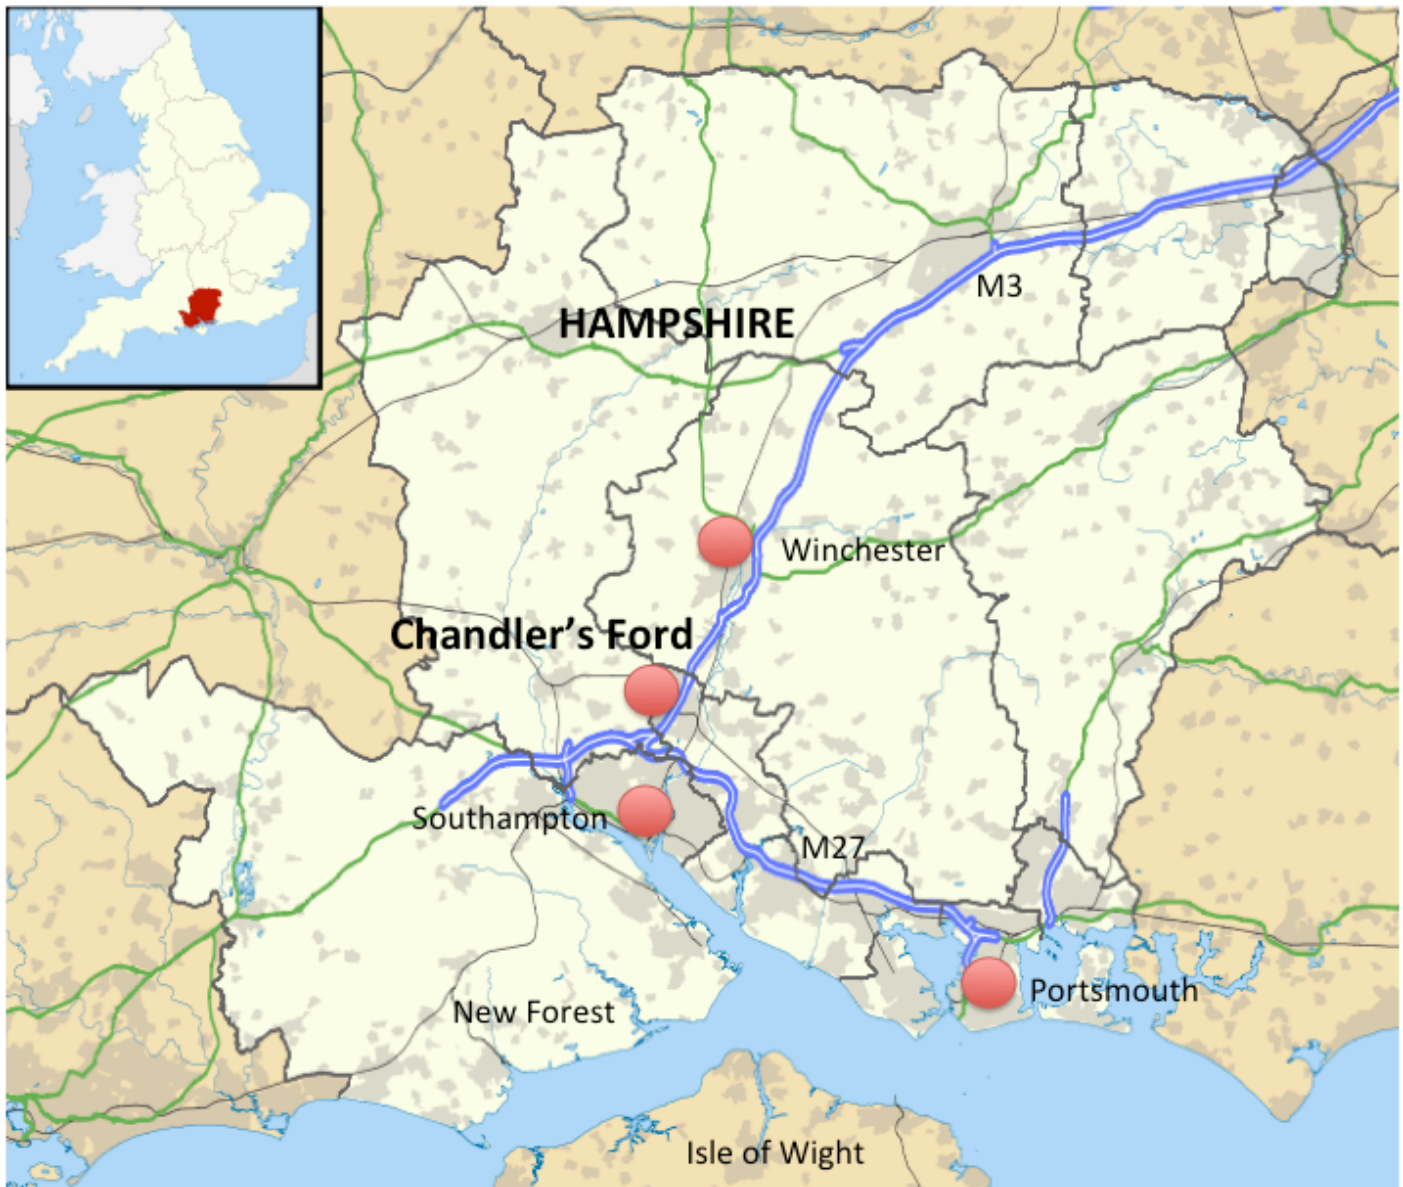 M3
HAMPSHIRE
Winchester
Chandler's Ford
Southampton
M27
Portsmouth
New Forest
Isle of Wight